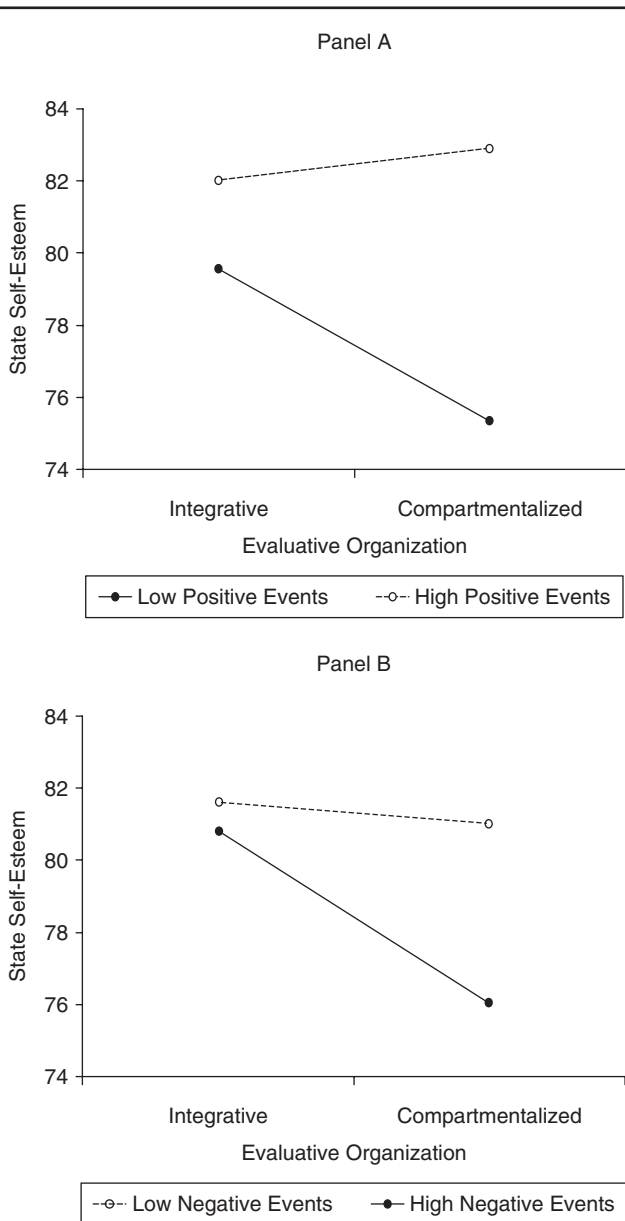 Panel A
84
82
80
78
76
74
State Self-Esteem
Integrative Compartmentalized
Evaluative Organization
Low Positive Events High Positive Events
Panel B
84
82
80
78
76
74
State Self-Esteem
Integrative Compartmentalized
Evaluative Organization
Low Negative Events High Negative Events